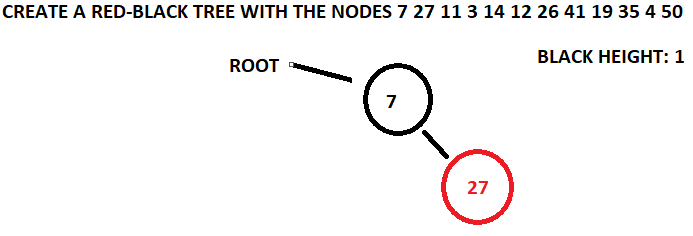 CREATE A RED-BLACK TREE WITH THE NODES 7 27 11 3 14 12 26 41 19 35 4 50
BLACK HEIGHT: 1
ROOT
7
27